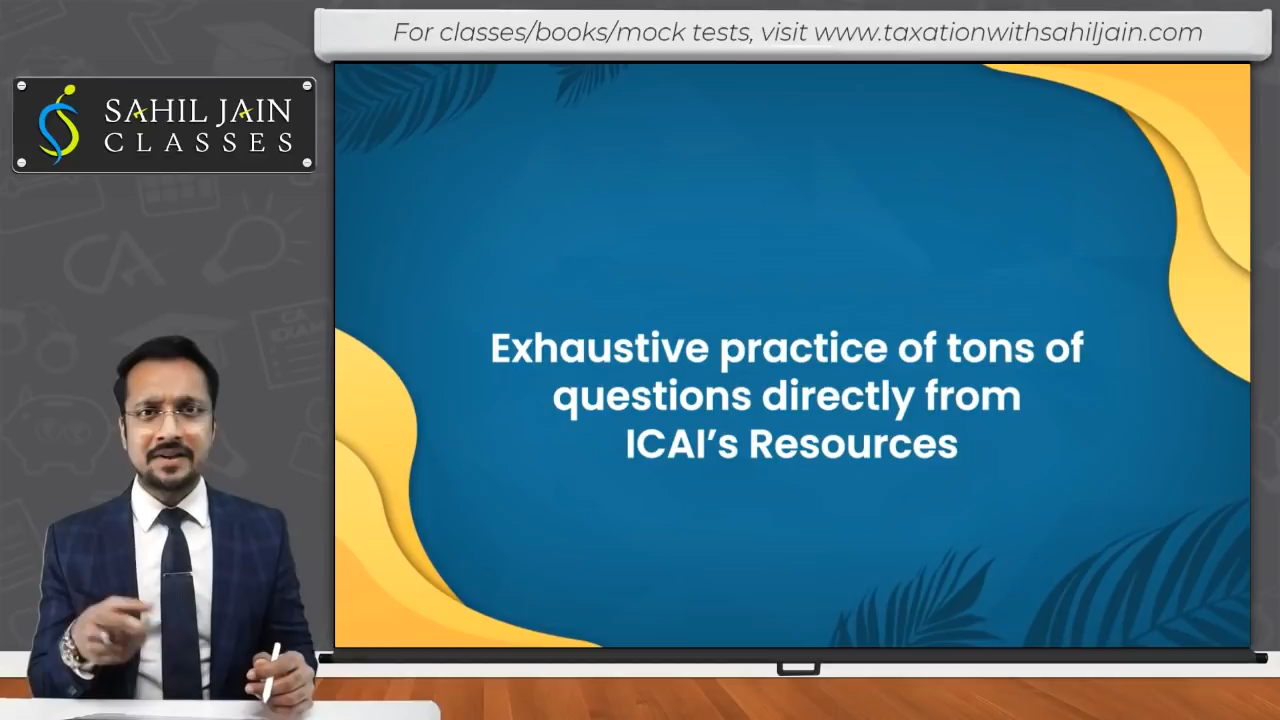 For classes/books/mock tests, visit www.taxationwithsahiljain.com
SAHIL JAIN
CLASSES
CA
Exhaustive practice of tons of
questions directly from
ICAI's Resources